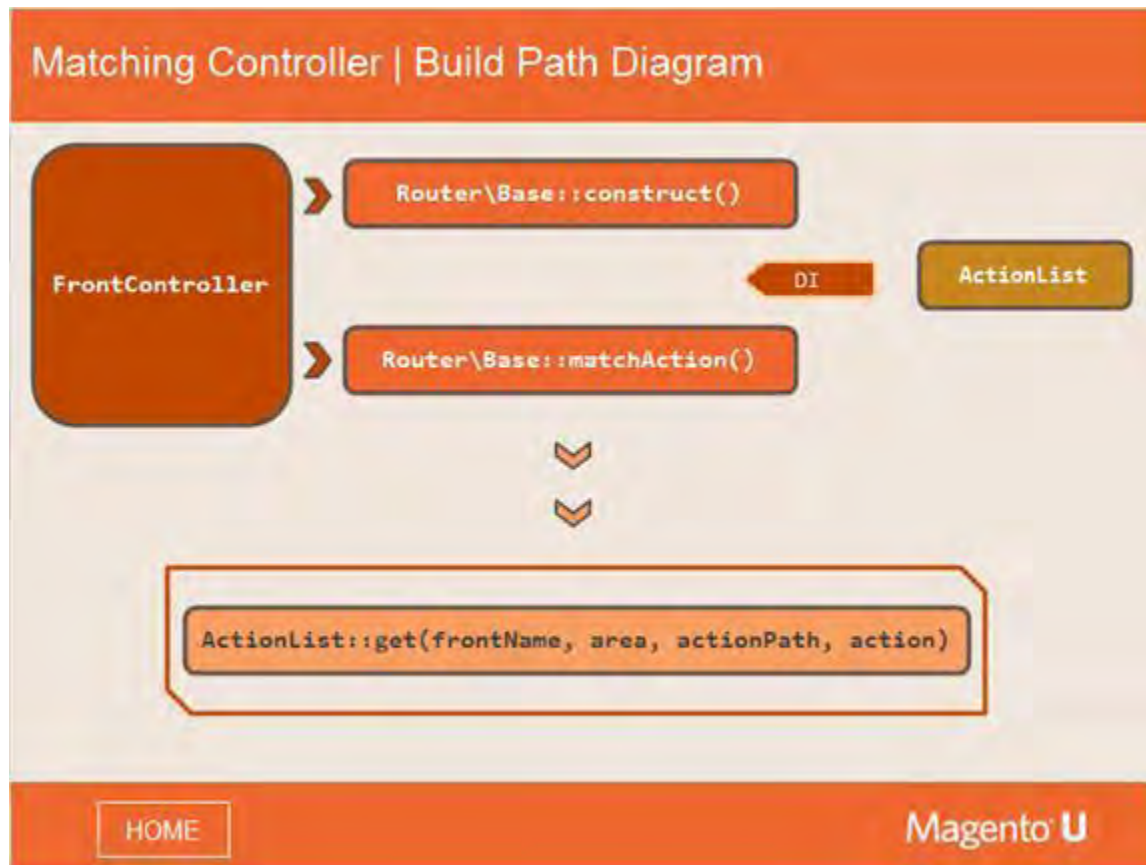 Matching Controller | Build Path Diagram
Router\Base::construct()
FrontController
DI
ActionList
Router\Base::matchAction()
ActionList::get(frontName, area, actionPath, action)
HOME
Magento U